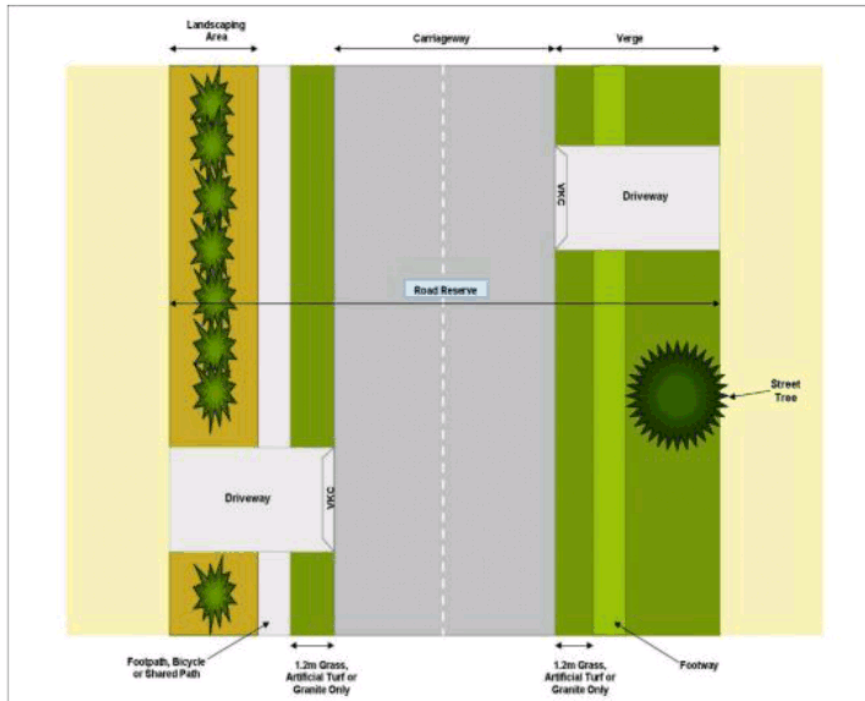 Landscaping
Area
Carriageway
Verge
VKC
Driveway
Road Reserve
Street
Tree
Driveway
VKC
Footpath, Bicycle
or Shared Path
1.2m Grass,
Artificial Turf or
Granite Only
1.2m Grass,
Artificial Turf or
Granite Only
Footway